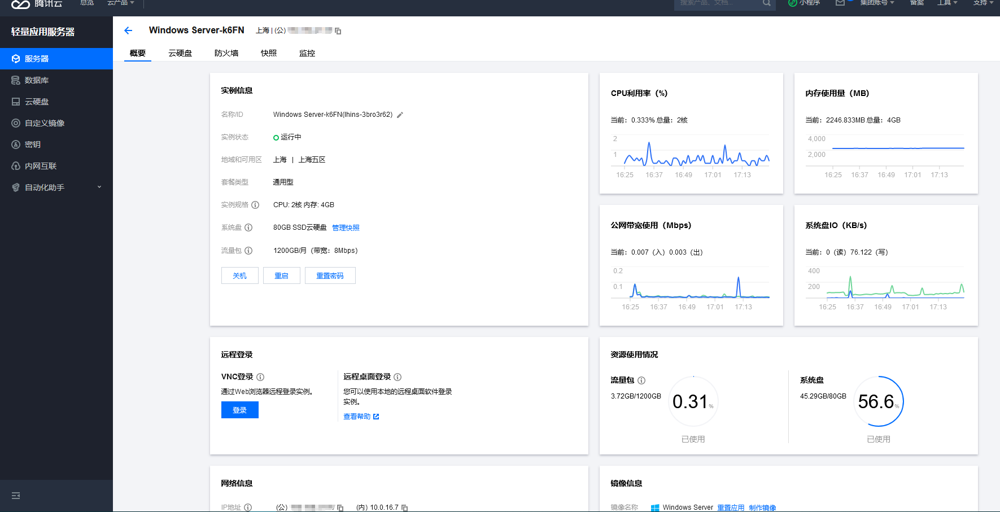 腾讯云 总览 云产品 搜索产品、文档... 小程序 集团账号 备案 工具 支持
轻量应用服务器
服务器
数据库
云硬盘
自定义镜像
密钥
内网互联
自动化助手
Windows Server-k6FN 上海 | (公)
概要 云硬盘 防火墙 快照 监控
实例信息
名称/ID Windows Server-k6FN(lhins-3bro3r62)
实例状态 运行中
地域和可用区 上海 | 上海五区
套餐类型 通用型
实例规格 CPU: 2核 内存: 4GB
系统盘 80GB SSD云硬盘 管理快照
流量包 1200GB/月（带宽：8Mbps）
关机 重启 重置密码
CPU利用率（%）
当前：0.333% 总量：2核
2
1
16:25 16:37 16:49 17:01 17:13
内存使用量（MB）
当前：2246.833MB 总量：4GB
4,000
2,000
16:25 16:37 16:49 17:01 17:13
公网带宽使用（Mbps）
当前：0.007（入）0.003（出）
0.2
0.1
16:25 16:37 16:49 17:01 17:13
系统盘IO（KB/s）
当前：0（读）76.122（写）
400
200
16:25 16:37 16:49 17:01 17:13
远程登录
VNC登录
通过Web浏览器远程登录实例。
登录
远程桌面登录
您可以使用本地的远程桌面软件登录
实例。
查看帮助
资源使用情况
流量包
3.72GB/1200GB
0.31%
已使用
系统盘
45.29GB/80GB
56.6%
已使用
网络信息
IP地址 (公) (内) 10.0.16.7
镜像信息
镜像名称 Windows Server 重置应用 制作镜像